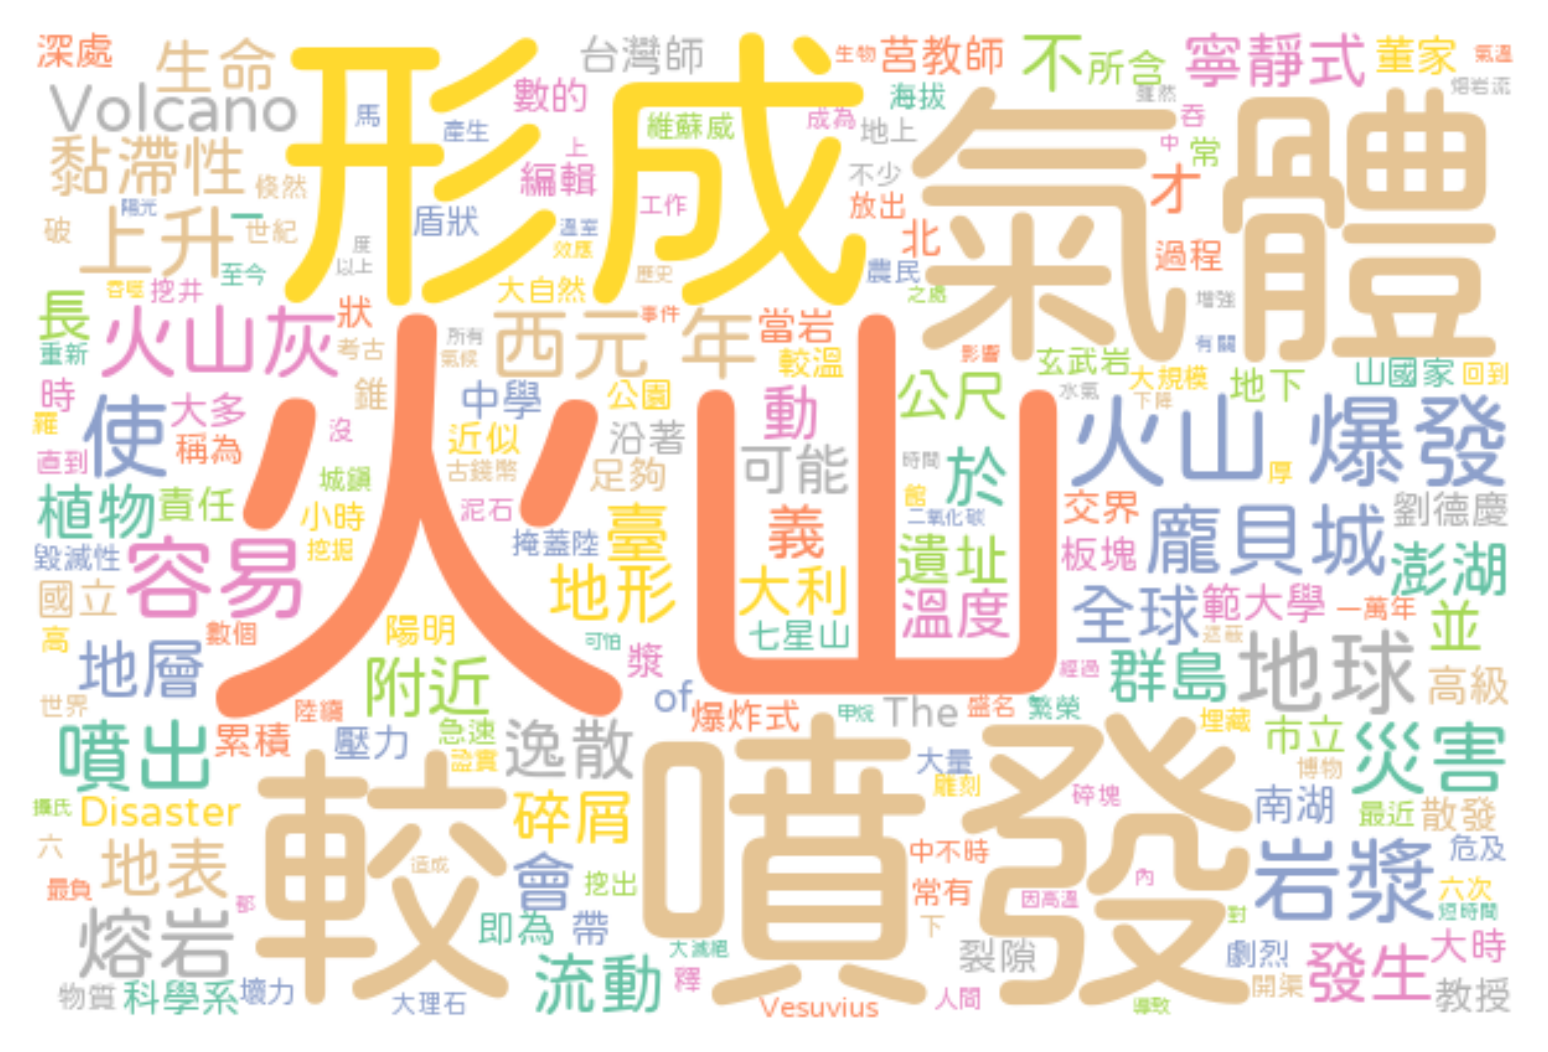 深處
生命
Volcano
形成
台灣師
生物
莒教師
不
所含
寧靜式
董家
氣溫
熔岩流
數的
海拔
雖然
馬
產生
維蘇威
成為
地上
吞
中
常
氣體
黏滯性
倏然
上
編輯
不少
才
陽光
上升
一
世紀
破
盾狀
工作
放出
溫室
效應
北
過程
度
以上
至今
歷史
農民
之處
增強
挖井
大自然
長
火山灰
狀
所有
西元
事件
年
當岩
有關
重新
考古
氣候
較溫
影響
玄武岩
山國家
回到
時
大多
錐
中學
公園
動
公尺
水氣
大規模
下降
地下
羅
使
稱為
沒
近似
沿著
火山
火山
爆發
直到
城鎮
古錢幣
足夠
可能
時間
於
厚
植物
責任
小時
泥石
臺
義
館
二氧化碳
交界
龐貝城
劉德慶
毀滅性
容易
挖掘
掩蓋陸
遺址
板塊
澎湖
國立
地形
大利
溫度
全球
範大學
一萬年
並
高
數個
陽明
可怕
七星山
遮蔽
地層
附近
漿
經過
群島
地球
高級
世界
陸續
of
爆炸式
甲烷
The
盛名
繁榮
埋藏
市立
災害
噴出
累積
壓力
急速
證實
逸散
大量
博物
攝氏
Disaster
較
碎屑
噴發
雕刻
碎塊
南湖
最近
散發
六
地表
造成
會
挖出
中不時
岩漿
危及
最負
都
常有
因高溫
內
六次
熔岩
即為
帶
下
對
短時間
大滅絕
裂隙
劇烈
發生
大時
物質
科學系
壞力
大理石
流動
釋
Vesuvius
人間
導致
開渠
教授